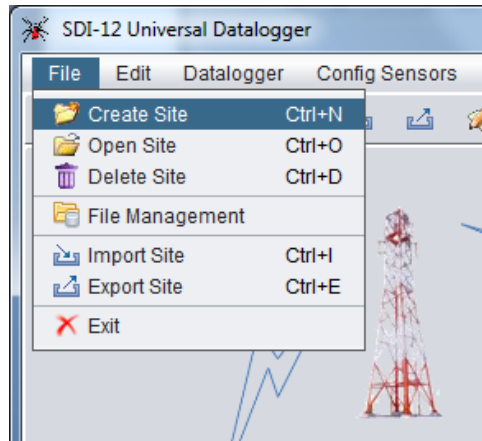 SDI-12 Universal Datalogger
File Edit Datalogger Config Sensors
Create Site Ctrl+N
Open Site Ctrl+O
Delete Site Ctrl+D
File Management
Import Site Ctrl+I
Export Site Ctrl+E
Exit